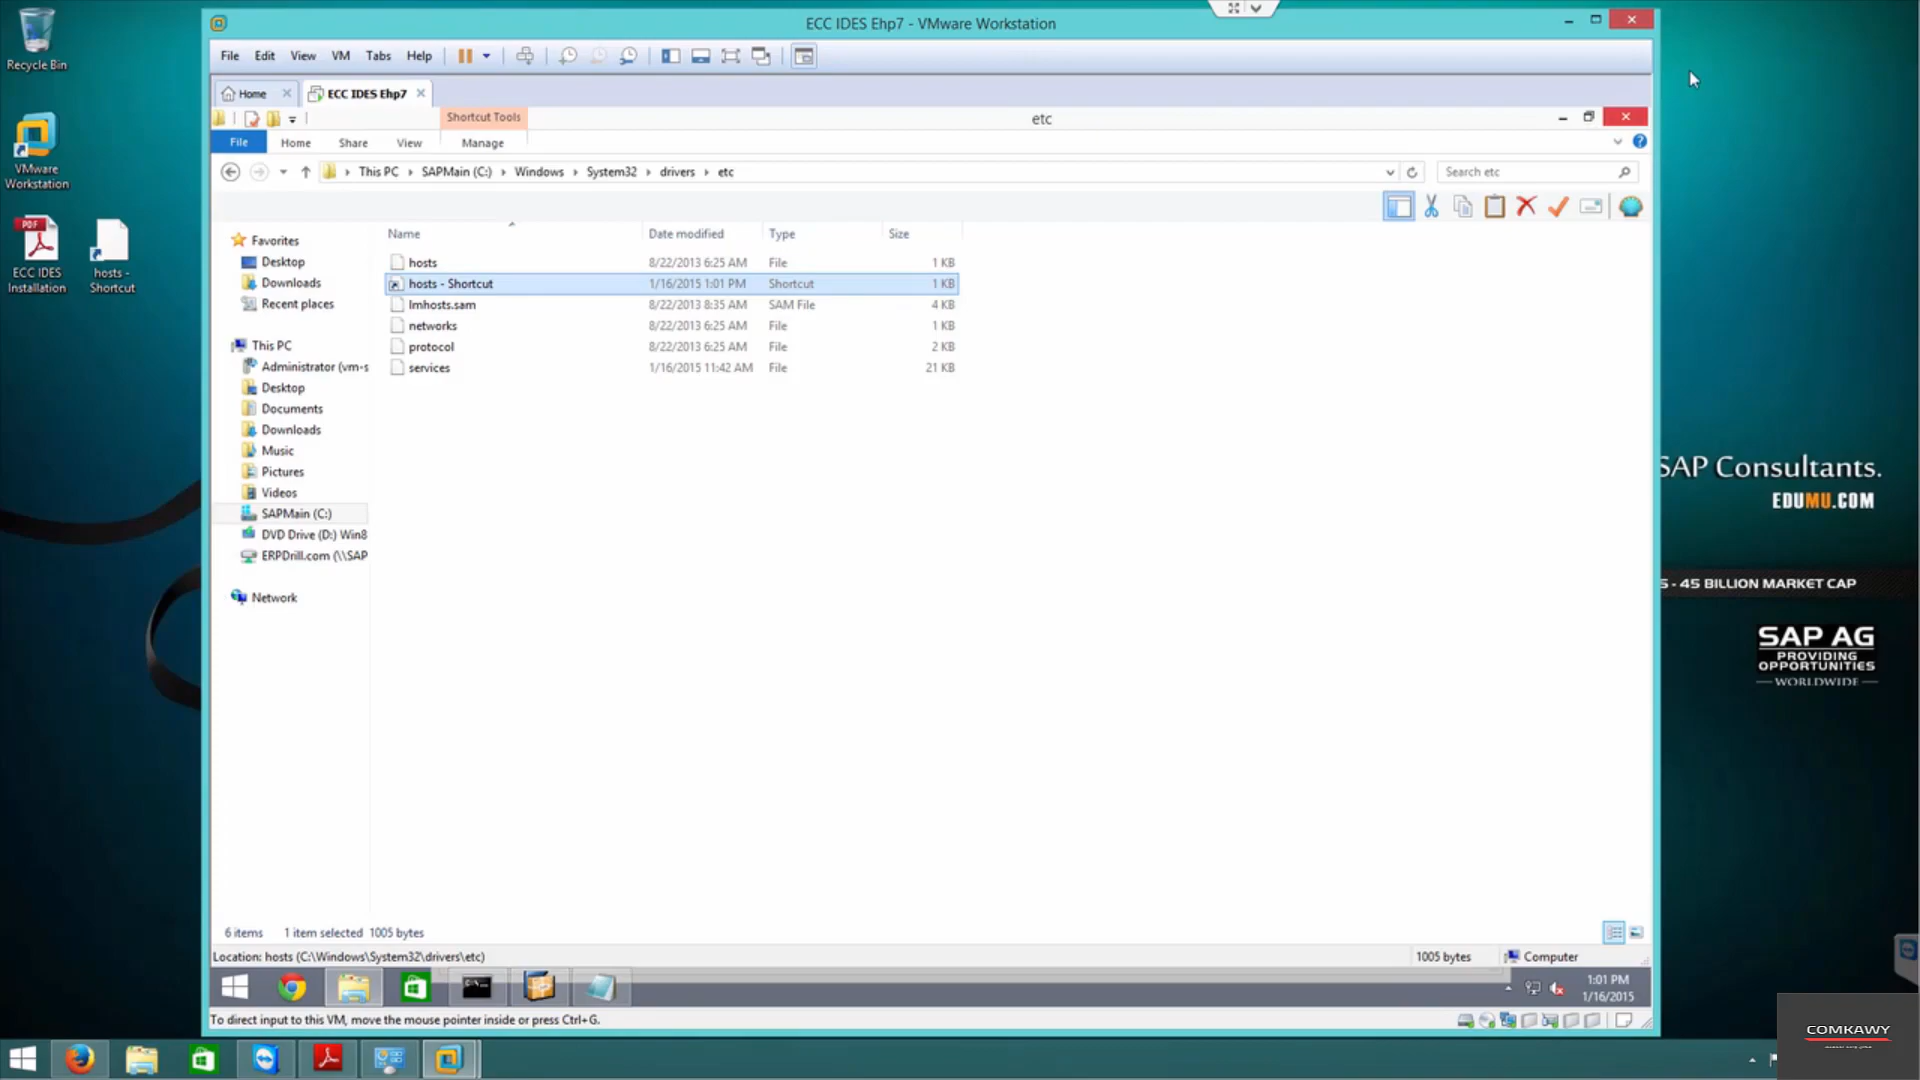 ECC IDES Ehp7 - VMware Workstation
File Edit View VM Tabs Help
Home
ECC IDES Ehp7
Shortcut Tools
etc
File Home Share View Manage
This PC SAPMain (C:) Windows System32 drivers etc
Search etc
Name Date modified Type Size
hosts 8/22/2013 6:25 AM File 1 KB
hosts - Shortcut 1/16/2015 1:01 PM Shortcut 1 KB
lmhosts.sam 8/22/2013 8:35 AM SAM File 4 KB
networks 8/22/2013 6:25 AM File 1 KB
protocol 8/22/2013 6:25 AM File 2 KB
services 1/16/2015 11:42 AM File 21 KB
Favorites
Desktop
Downloads
Recent places
This PC
Administrator (vm-s
Desktop
Documents
Downloads
Music
Pictures
Videos
SAPMain (C:)
DVD Drive (D:) Win8
ERPDrill.com (\\SAP
Network
6 items 1 item selected 1005 bytes
Location: hosts (C:\Windows\System32\drivers\etc)
1005 bytes
Computer
1:01 PM
1/16/2015
To direct input to this VM, move the mouse pointer inside or press Ctrl+G.
Recycle Bin
VMware
Workstation
PDF
ECC IDES
Installation
hosts -
Shortcut
SAP Consultants.
EDUMU.COM
S - 45 BILLION MARKET CAP
SAP AG
PROVIDING
OPPORTUNITIES
WORLDWIDE
COMKAWY